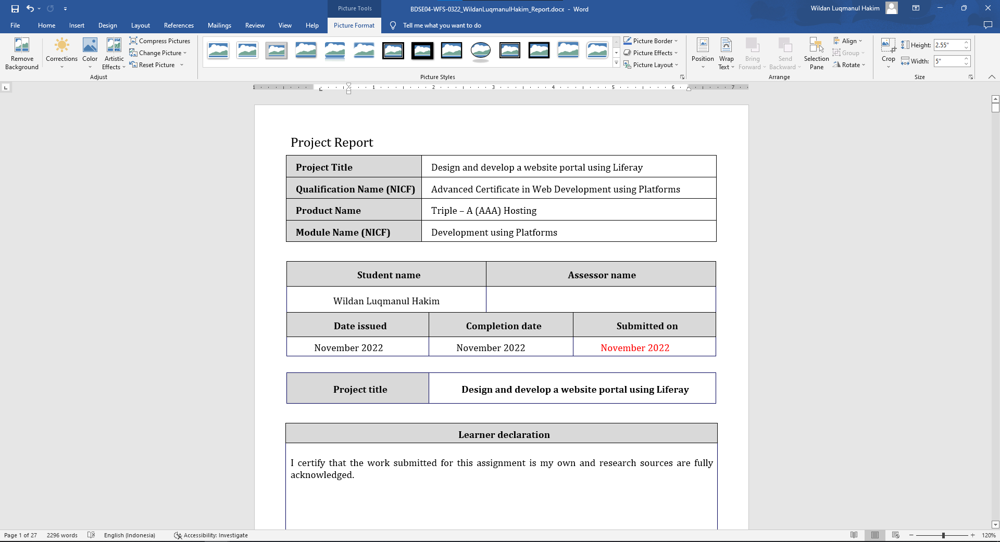 Picture Tools
BDSE04-WFS-0322_WildanLuqmanulHakim_Report.docx - Word
Wildan Luqmanul Hakim
File Home Insert Design Layout References Mailings Review View Help Picture Format Tell me what you want to do
Remove Background
Corrections
Color
Artistic Effects
Compress Pictures
Change Picture
Reset Picture
Adjust
Picture Styles
Picture Border
Picture Effects
Picture Layout
Position
Wrap Text
Bring Forward
Send Backward
Selection Pane
Align
Group
Rotate
Arrange
Crop
Height: 2.55"
Width: 5"
Size
1 1 2 3 4 5 6 7
Project Report
Project Title Design and develop a website portal using Liferay
Qualification Name (NICF) Advanced Certificate in Web Development using Platforms
Product Name Triple – A (AAA) Hosting
Module Name (NICF) Development using Platforms
Student name Assessor name
Wildan Luqmanul Hakim
Date issued Completion date Submitted on
November 2022 November 2022 November 2022
Project title Design and develop a website portal using Liferay
Learner declaration
I certify that the work submitted for this assignment is my own and research sources are fully
acknowledged.
Page 1 of 27 2296 words English (Indonesia) Accessibility: Investigate 120%